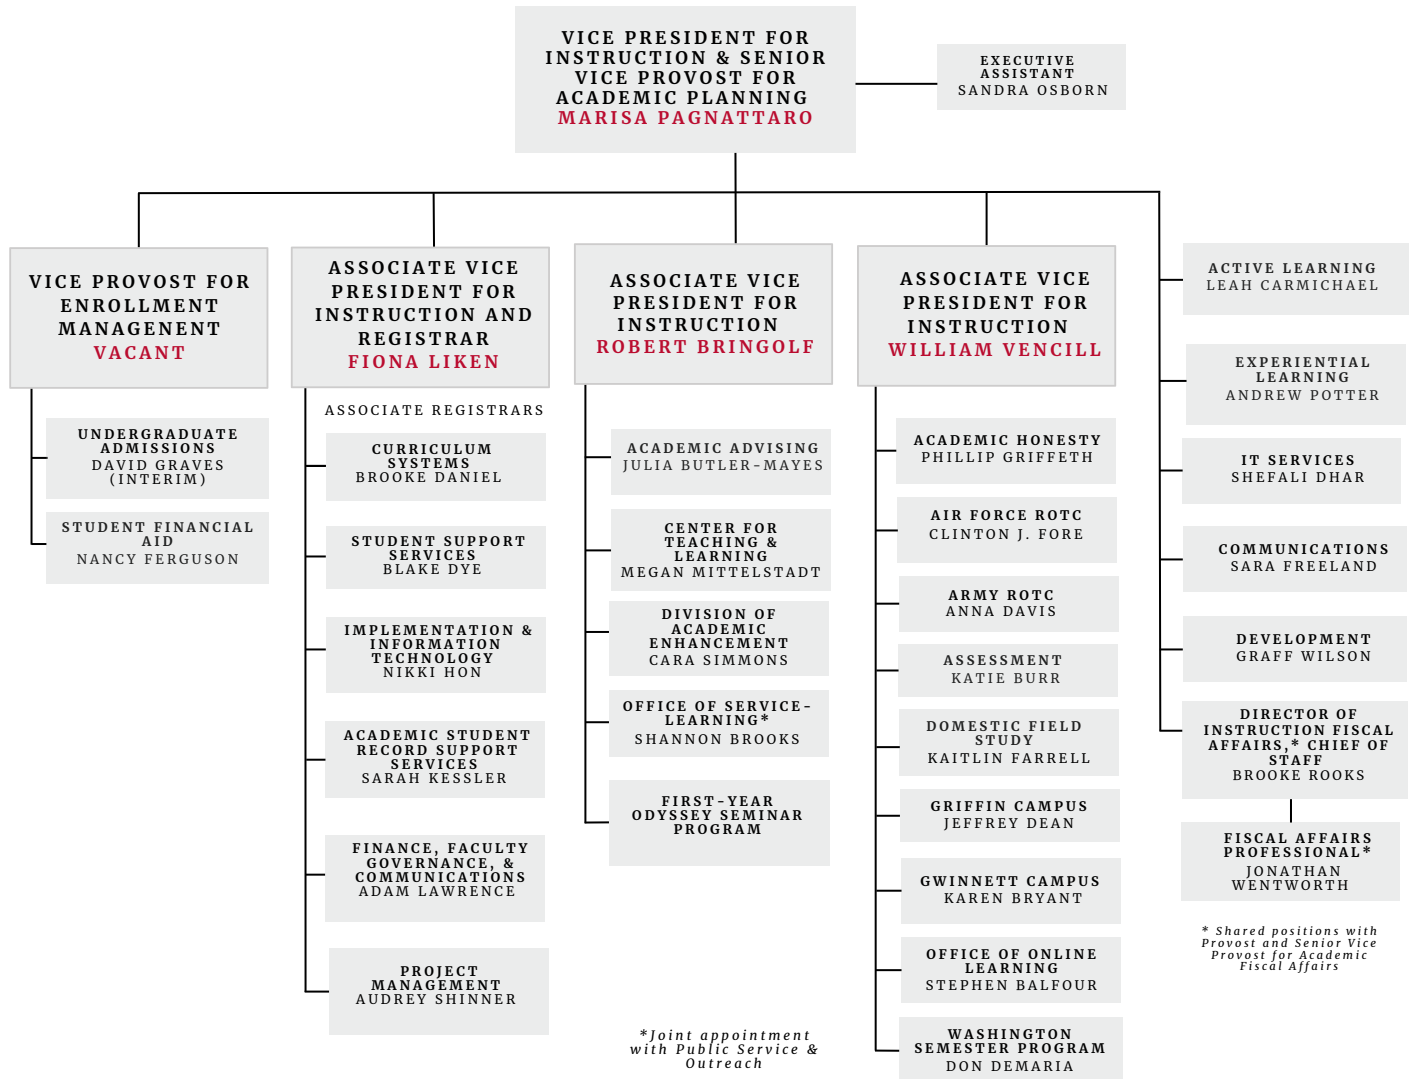 VICE PRESIDENT FOR
INSTRUCTION & SENIOR
VICE PROVOST FOR
ACADEMIC PLANNING
MARISA PAGNATTARO
EXECUTIVE
ASSISTANT
SANDRA OSBORN
VICE PROVOST FOR
ENROLLMENT
MANAGENENT
VACANT
UNDERGRADUATE
ADMISSIONS
DAVID GRAVES
(INTERIM)
STUDENT FINANCIAL
AID
NANCY FERGUSON
ASSOCIATE VICE
PRESIDENT FOR
INSTRUCTION AND
REGISTRAR
FIONA LIKEN
ASSOCIATE REGISTRARS
CURRICULUM
SYSTEMS
BROOKE DANIEL
STUDENT SUPPORT
SERVICES
BLAKE DYE
IMPLEMENTATION &
INFORMATION
TECHNOLOGY
NIKKI HON
ACADEMIC STUDENT
RECORD SUPPORT
SERVICES
SARAH KESSLER
FINANCE, FACULTY
GOVERNANCE, &
COMMUNICATIONS
ADAM LAWRENCE
PROJECT
MANAGEMENT
AUDREY SHINNER
ASSOCIATE VICE
PRESIDENT FOR
INSTRUCTION
ROBERT BRINGOLF
ACADEMIC ADVISING
JULIA BUTLER-MAYES
CENTER FOR
TEACHING &
LEARNING
MEGAN MITTELSTADT
DIVISION OF
ACADEMIC
ENHANCEMENT
CARA SIMMONS
OFFICE OF SERVICE-
LEARNING*
SHANNON BROOKS
FIRST-YEAR
ODYSSEY SEMINAR
PROGRAM
*Joint appointment
with Public Service &
Outreach
ASSOCIATE VICE
PRESIDENT FOR
INSTRUCTION
WILLIAM VENCILL
ACADEMIC HONESTY
PHILLIP GRIFFETH
AIR FORCE ROTC
CLINTON J. FORE
ARMY ROTC
ANNA DAVIS
ASSESSMENT
KATIE BURR
DOMESTIC FIELD
STUDY
KAITLIN FARRELL
GRIFFIN CAMPUS
JEFFREY DEAN
GWINNETT CAMPUS
KAREN BRYANT
OFFICE OF ONLINE
LEARNING
STEPHEN BALFOUR
WASHINGTON
SEMESTER PROGRAM
DON DEMARIA
ACTIVE LEARNING
LEAH CARMICHAEL
EXPERIENTIAL
LEARNING
ANDREW POTTER
IT SERVICES
SHEFALI DHAR
COMMUNICATIONS
SARA FREELAND
DEVELOPMENT
GRAFF WILSON
DIRECTOR OF
INSTRUCTION FISCAL
AFFAIRS,* CHIEF OF
STAFF
BROOKE ROOKS
FISCAL AFFAIRS
PROFESSIONAL*
JONATHAN
WENTWORTH
* Shared positions with
Provost and Senior Vice
Provost for Academic
Fiscal Affairs